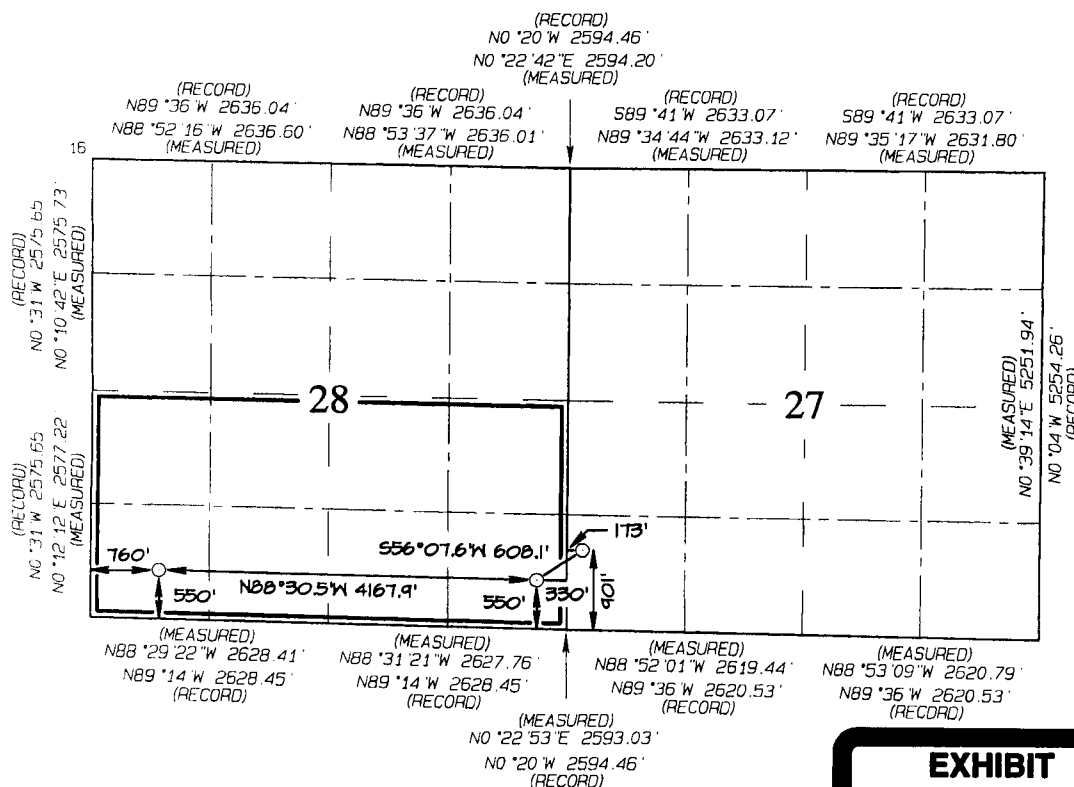 (RECORD)
N0 °20 'W 2594.46 '
N0 °22 '42 "E 2594.20 '
(MEASURED)
(RECORD)
N89 °36 'W 2636.04 '
N88 °52 '16 "W 2636.60 '
(MEASURED)
(RECORD)
N89 °36 'W 2636.04 '
N88 °53 '37 "W 2636.01 '
(MEASURED)
(RECORD)
S89 °41 'W 2633.07 '
N89 °34 '44 "W 2633.12 '
(MEASURED)
(RECORD)
S89 °41 'W 2633.07 '
N89 °35 '17 "W 2631.80 '
(MEASURED)
16
(RECORD)
N0 °31 'W 2575.65
N0 °10 '42 "E 2575.73 '
(MEASURED)
28
27
(MEASURED)
N0 °39 '14 "E 5251.94 '
N0 °04 'W 5254.26
(RECORD)
(RECORD)
N0 °31 'W 2575.65
N0 °12 '12 "E 2577.22
(MEASURED)
173'
S56°07.6'W 608.1'
760'
N88°30.5'W 4167.9'
550'
550'
330'
901'
(MEASURED)
N88 °29 '22 "W 2628.41 '
N89 °14 'W 2628.45 '
(RECORD)
(MEASURED)
N88 °31 '21 "W 2627.76 '
N89 °14 'W 2628.45 '
(RECORD)
(MEASURED)
N88 °52 '01 "W 2619.44 '
N89 °36 'W 2620.53 '
(RECORD)
(MEASURED)
N88 °53 '09 "W 2620.79 '
N89 °36 'W 2620.53 '
(RECORD)
(MEASURED)
N0 °22 '53 "E 2593.03 '
N0 °20 'W 2594.46 '
(RECORD)
EXHIBIT